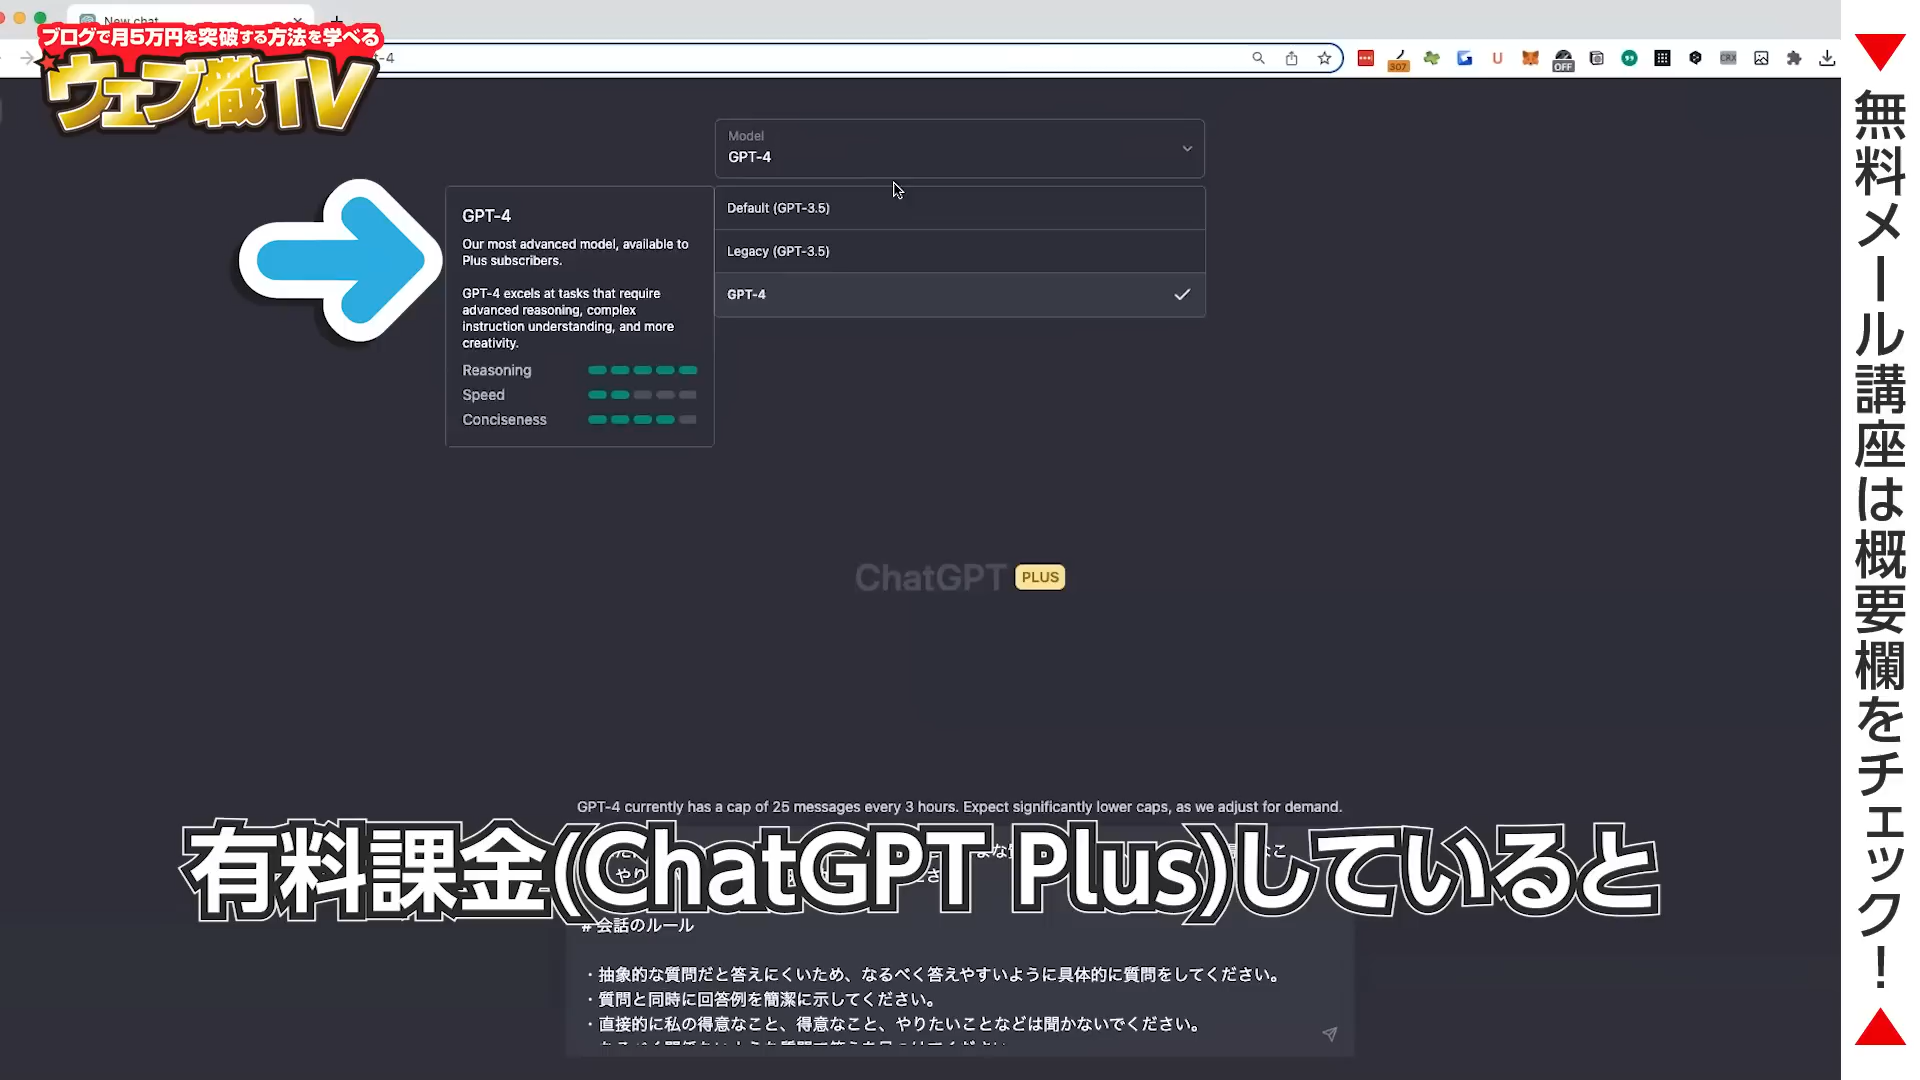 New chat
ブログで月5万円を突破する方法を学べる
ウェブ職TV
-4
307
OFF
CRX
Model
GPT-4
GPT-4
Our most advanced model, available to
Plus subscribers.
GPT-4 excels at tasks that require
advanced reasoning, complex
instruction understanding, and more
creativity.
Reasoning
Speed
Conciseness
Default (GPT-3.5)
Legacy (GPT-3.5)
GPT-4
ChatGPT PLUS
GPT-4 currently has a cap of 25 messages every 3 hours. Expect significantly lower caps, as we adjust for demand.
有料課金(ChatGPT Plus)していると
# 会話のルール
・抽象的な質問だと答えにくいため、なるべく答えやすいように具体的に質問をしてください。
・質問と同時に回答例を簡潔に示してください。
・直接的に私の得意なこと、得意なこと、やりたいことなどは聞かないでください。
無料メール講座は概要欄をチェック!